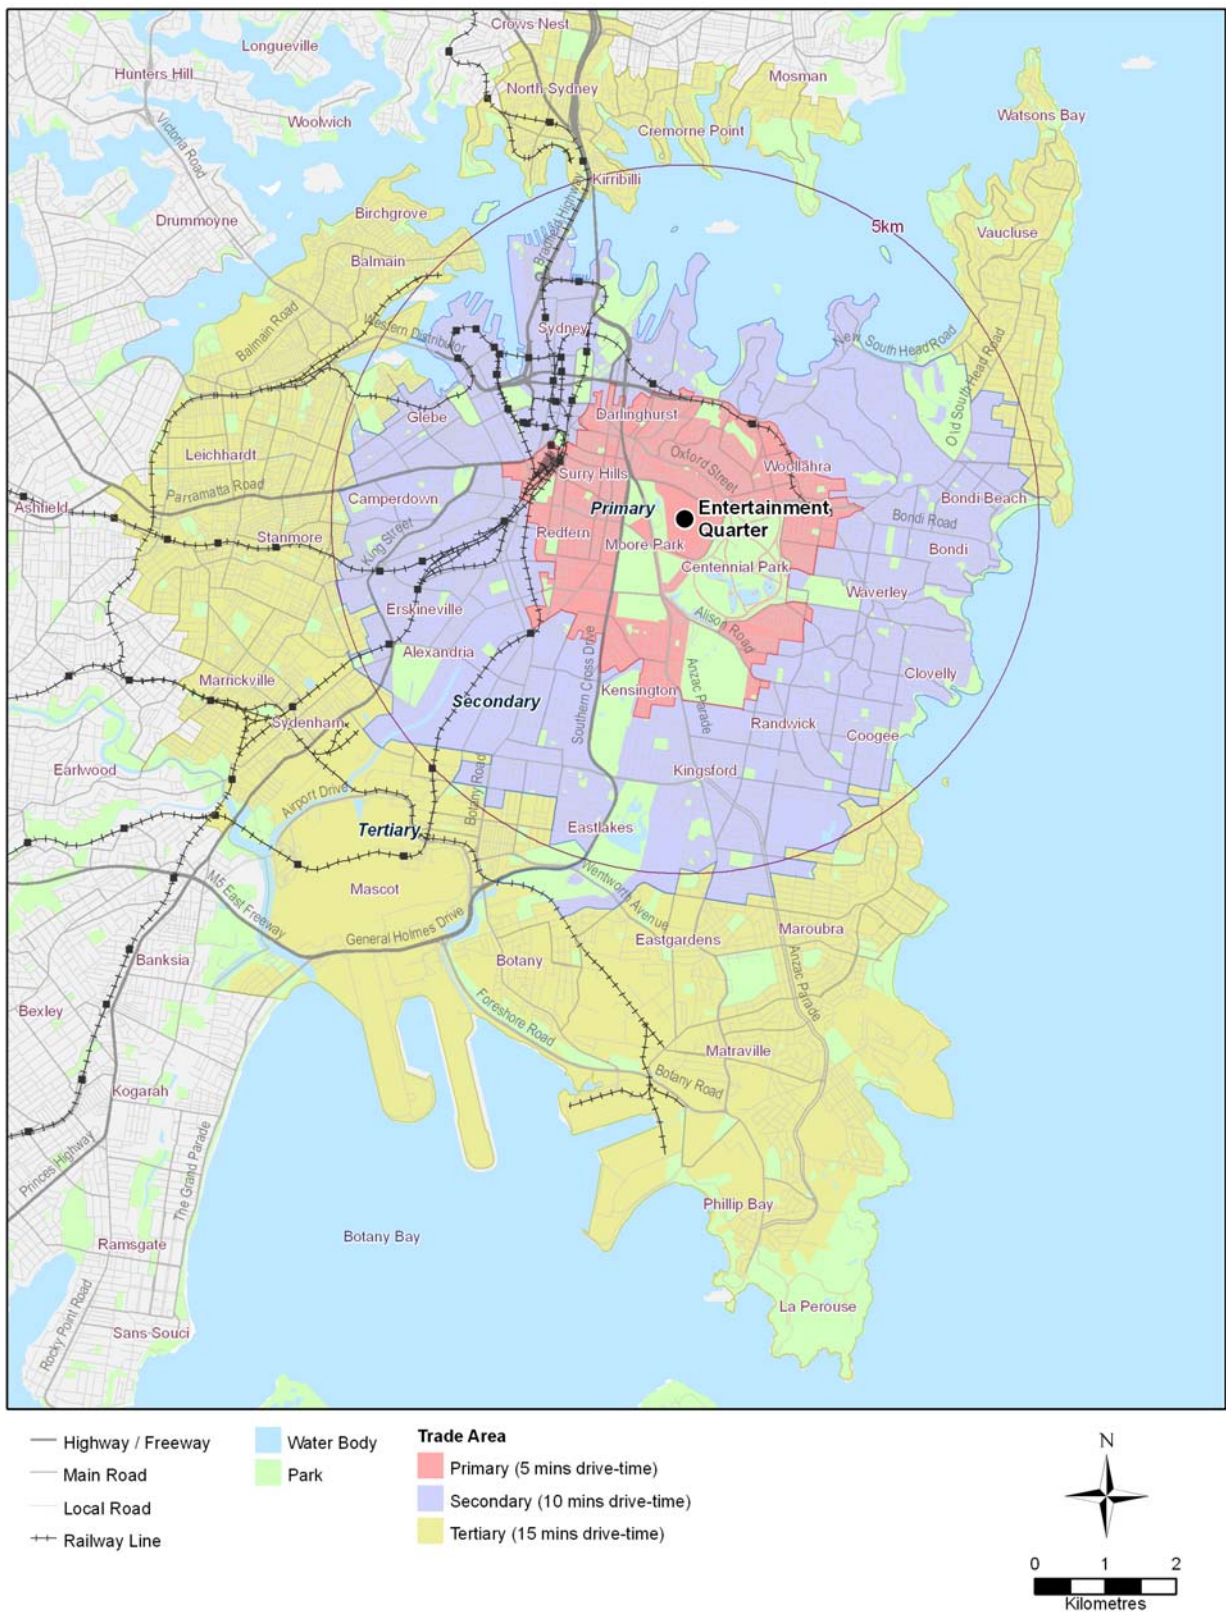 Crows Nest
Longueville
Hunters Hill
Mosman
North Sydney
Woolwich
Watsons Bay
Cremorne Point
Victoria Road
Kirribilli
Drummoyne
Birchgrove
5km
Vaucluse
Bradfield Highway
Balmain
Balmain Road
Western Distributor
Sydney
New South Head Road
Old South Head Road
Glebe
Darlinghurst
Leichhardt
Oxford Street
Woollahra
Surry Hills
Parramatta Road
Camperdown
Bondi Beach
Ashfield
Primary
Entertainment
Quarter
Bondi Road
King Street
Stanmore
Redfern
Moore Park
Bondi
Centennial Park
Waverley
Erskineville
Alison Road
Alexandria
Southern Cross Drive
Clovelly
Marrickville
Kensington
Anzac Parade
Secondary
Sydenham
Randwick
Coogee
Earlwood
Kingsford
Botany Road
Airport Drive
Tertiary
Eastlakes
Mascot
Wentworth Avenue
M5 East Freeway
General Holmes Drive
Eastgardens
Maroubra
Banksia
Botany
Anzac Parade
Bexley
Foreshore Road
Matraville
Botany Road
Kogarah
Princes Highway
The Grand Parade
Phillip Bay
Botany Bay
Ramsgate
La Perouse
Rocky Point Road
Sans Souci
Highway / Freeway
Main Road
Local Road
Railway Line
Water Body
Park
Trade Area
Primary (5 mins drive-time)
Secondary (10 mins drive-time)
Tertiary (15 mins drive-time)
N
0 1 2
Kilometres